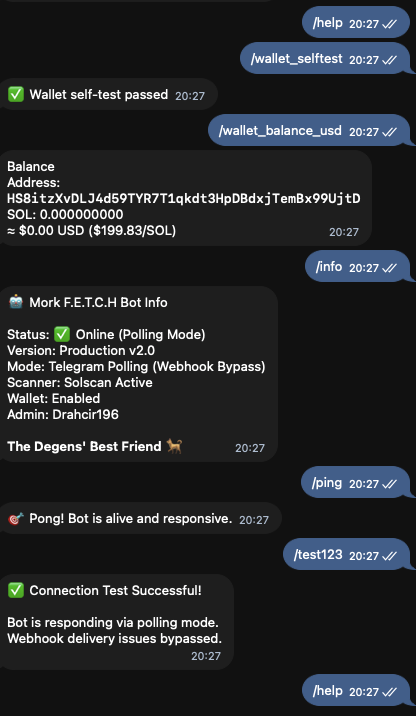 /help 20:27
/wallet_selftest 20:27
✅ Wallet self-test passed 20:27
/wallet_balance_usd 20:27
Balance
Address:
HS8itzXvDLJ4d59TYR7T1qkdt3HpDBdxjTemBx99UjtD
SOL: 0.000000000
≈ $0.00 USD ($199.83/SOL) 20:27
/info 20:27
🤖 Mork F.E.T.C.H Bot Info
Status: ✅ Online (Polling Mode)
Version: Production v2.0
Mode: Telegram Polling (Webhook Bypass)
Scanner: Solscan Active
Wallet: Enabled
Admin: Drahcir196
The Degens' Best Friend 🐕 20:27
/ping 20:27
🎯 Pong! Bot is alive and responsive. 20:27
/test123 20:27
✅ Connection Test Successful!
Bot is responding via polling mode.
Webhook delivery issues bypassed.
20:27
/help 20:27